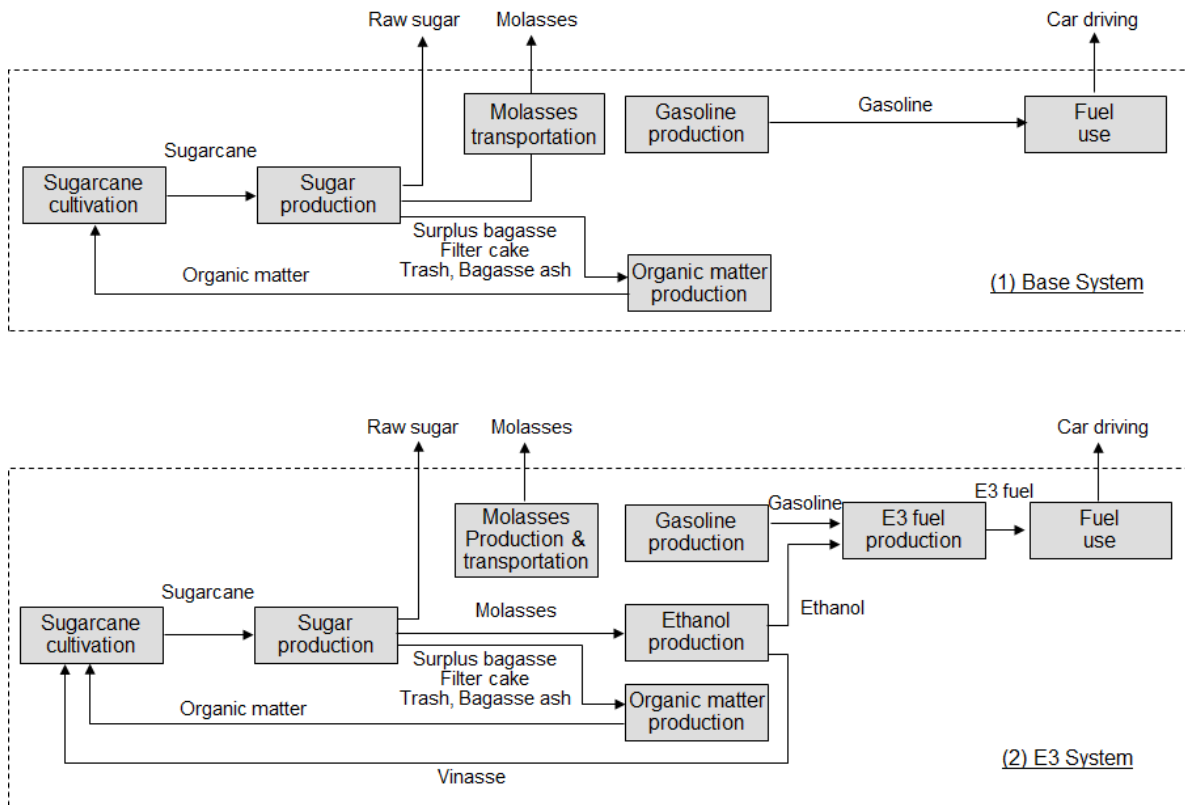 Raw sugar
Molasses
Car driving
Molasses
transportation
Gasoline
production
Gasoline
Fuel
use
Sugarcane
Sugarcane
cultivation
Sugar
production
Surplus bagasse
Filter cake
Trash, Bagasse ash
Organic matter
Organic matter
production
(1) Base System
Raw sugar
Molasses
Car driving
Molasses
Production &
transportation
Gasoline
production
Gasoline
E3 fuel
production
E3 fuel
Fuel
use
Sugarcane
Sugarcane
cultivation
Sugar
production
Molasses
Ethanol
production
Ethanol
Surplus bagasse
Filter cake
Trash, Bagasse ash
Organic matter
Organic matter
production
Vinasse
(2) E3 System